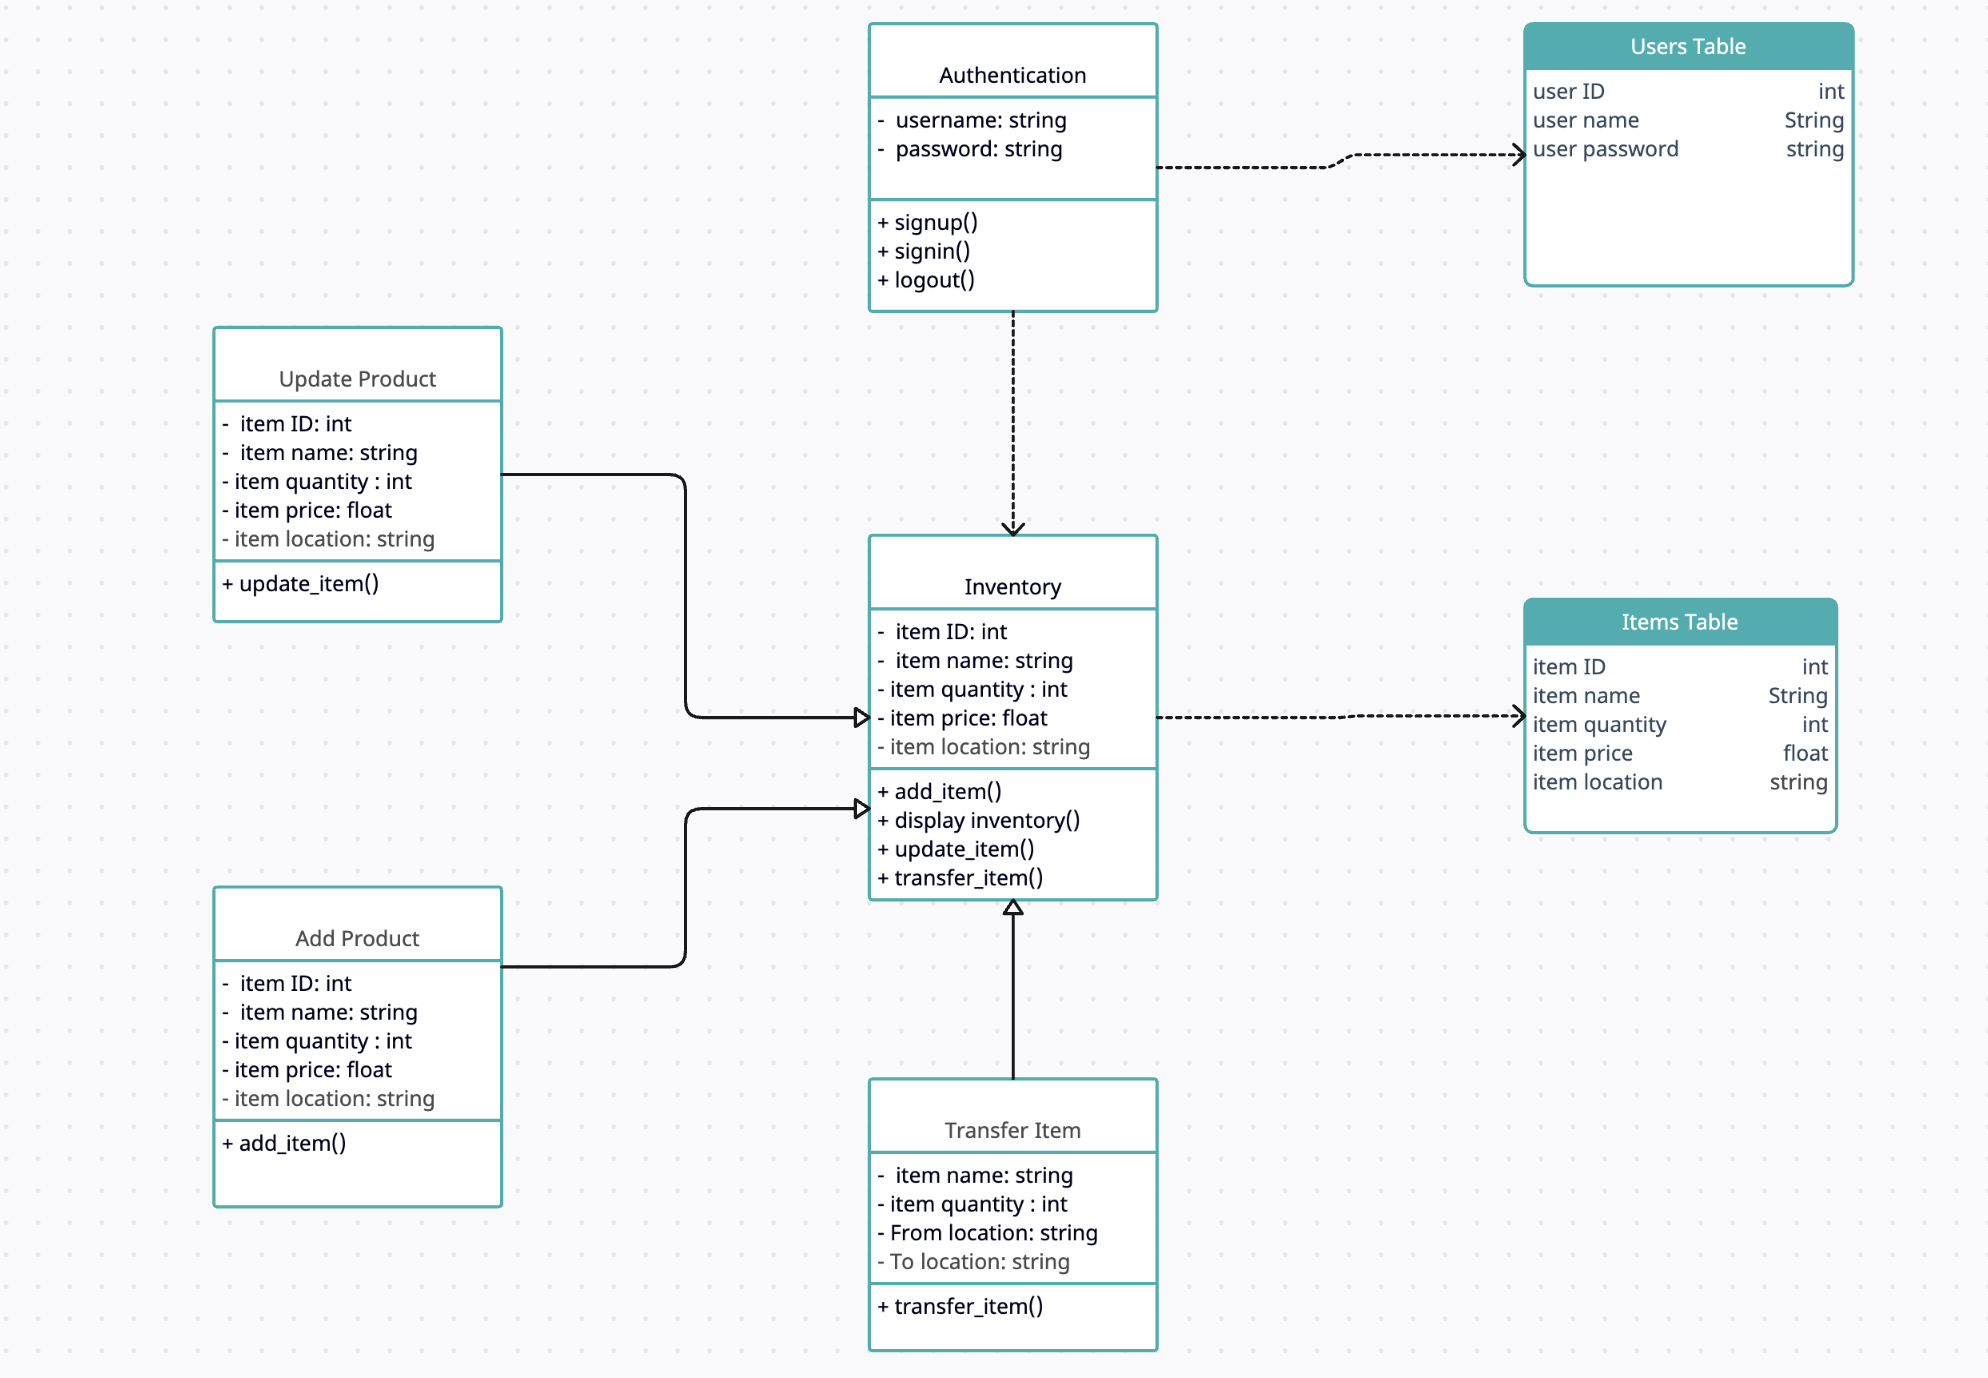 Authentication
-  username: string
-  password: string
+ signup()
+ signin()
+ logout()
Users Table
user ID int
user name String
user password string
Update Product
-  item ID: int
-  item name: string
- item quantity : int
- item price: float
- item location: string
+ update_item()
Inventory
-  item ID: int
-  item name: string
- item quantity : int
- item price: float
- item location: string
+ add_item()
+ display inventory()
+ update_item()
+ transfer_item()
Items Table
item ID int
item name String
item quantity int
item price float
item location string
Add Product
-  item ID: int
-  item name: string
- item quantity : int
- item price: float
- item location: string
+ add_item()
Transfer Item
-  item name: string
- item quantity : int
- From location: string
- To location: string
+ transfer_item()